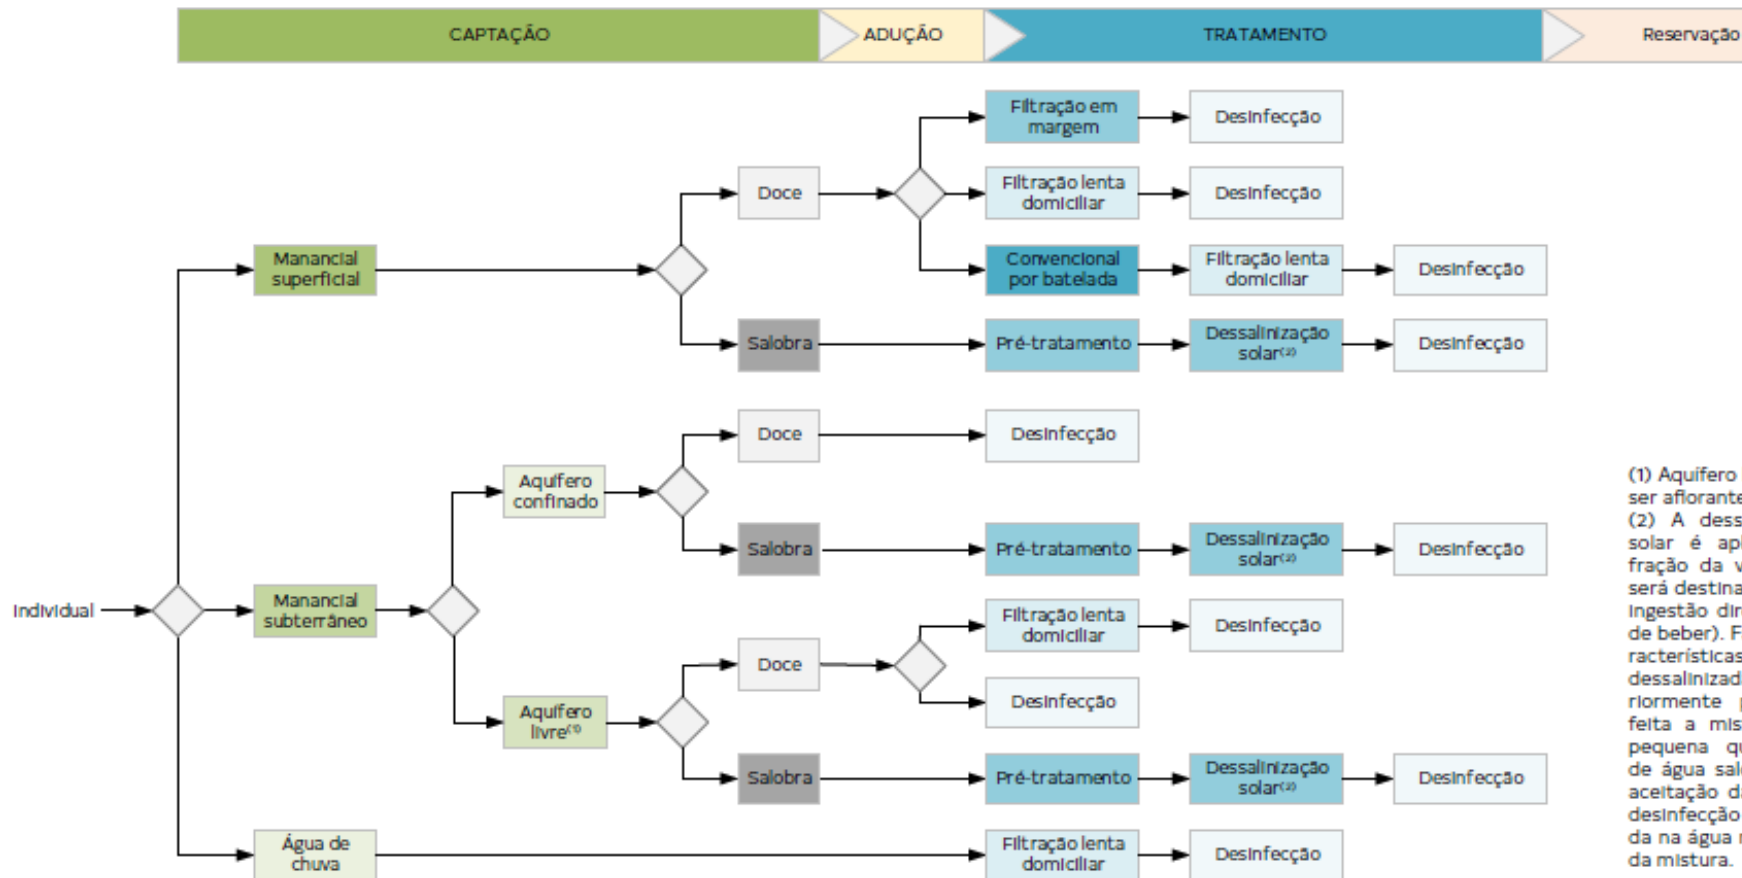 CAPTAÇÃO
ADUÇÃO
TRATAMENTO
Reservação
Filtração em
margem
Desinfecção
Doce
Filtração lenta
domiciliar
Desinfecção
Manancial
superficial
Convencional
por batelada
Filtração lenta
domiciliar
Desinfecção
Salobra
Pré-tratamento
Dessalinização
solar(2)
Desinfecção
Doce
Desinfecção
Aquífero
confinado
Salobra
Pré-tratamento
Dessalinização
solar(2)
Desinfecção
Individual
Manancial
subterrâneo
Filtração lenta
domiciliar
Desinfecção
Doce
Desinfecção
Aquífero
livre(1)
Salobra
Pré-tratamento
Dessalinização
solar(2)
Desinfecção
Água de
chuva
Filtração lenta
domiciliar
Desinfecção
(1) Aquífero
ser aflorante
(2) A dess
solar é apl
fração da v
será destina
ingestão dir
de beber). F
racterísticas
dessalinizad
riormente p
feita a mis
pequena qu
de água sal
aceitação d
desinfecção
da na água
da mistura.